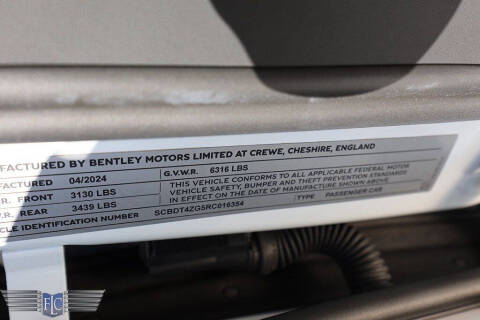 FACTURED BY BENTLEY MOTORS LIMITED AT CREWE, CHESHIRE, ENGLAND
FACTURED 04/2024 G.V.W.R. 6316 LBS
R. FRONT 3130 LBS
R. REAR 3439 LBS
THIS VEHICLE CONFORMS TO ALL APPLICABLE FEDERAL MOTOR
VEHICLE SAFETY, BUMPER AND THEFT PREVENTION STANDARDS
IN EFFECT ON THE DATE OF MANUFACTURE SHOWN ABOVE
CLE IDENTIFICATION NUMBER SCBDT4ZG5RC016354 TYPE PASSENGER CAR
FLC